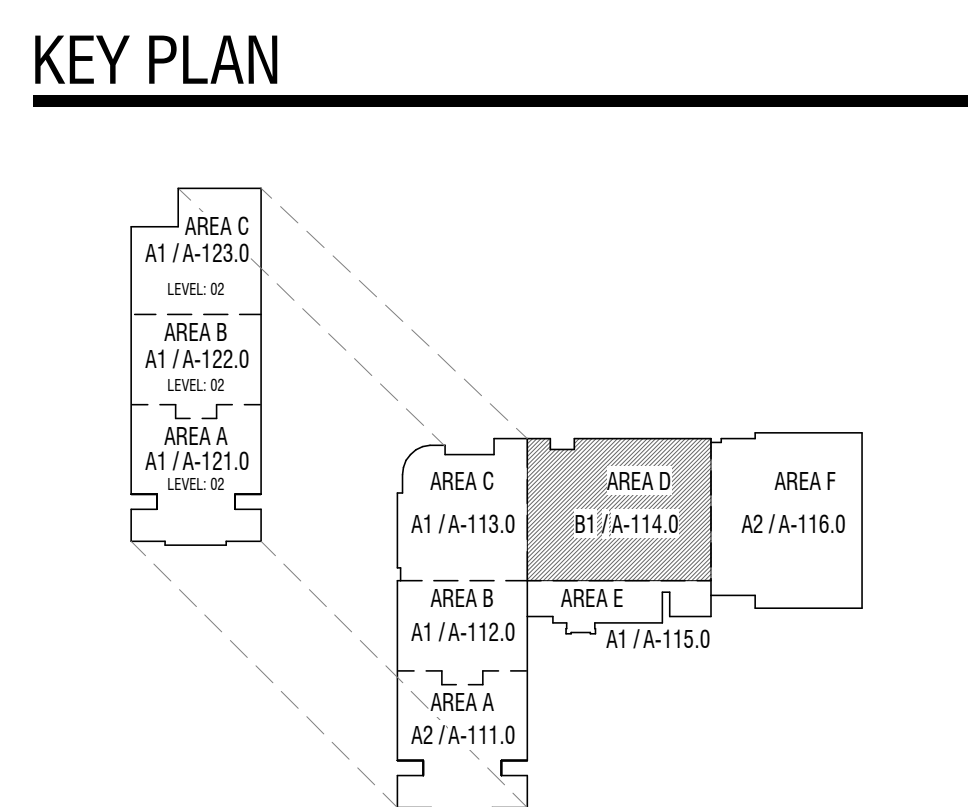 KEY PLAN
AREA C
A1 / A-123.0
LEVEL: 02
AREA B
A1 / A-122.0
LEVEL: 02
AREA A
A1 / A-121.0
LEVEL: 02
AREA C
A1 / A-113.0
AREA D
B1 / A-114.0
AREA F
A2 / A-116.0
AREA B
A1 / A-112.0
AREA E
A1 / A-115.0
AREA A
A2 / A-111.0